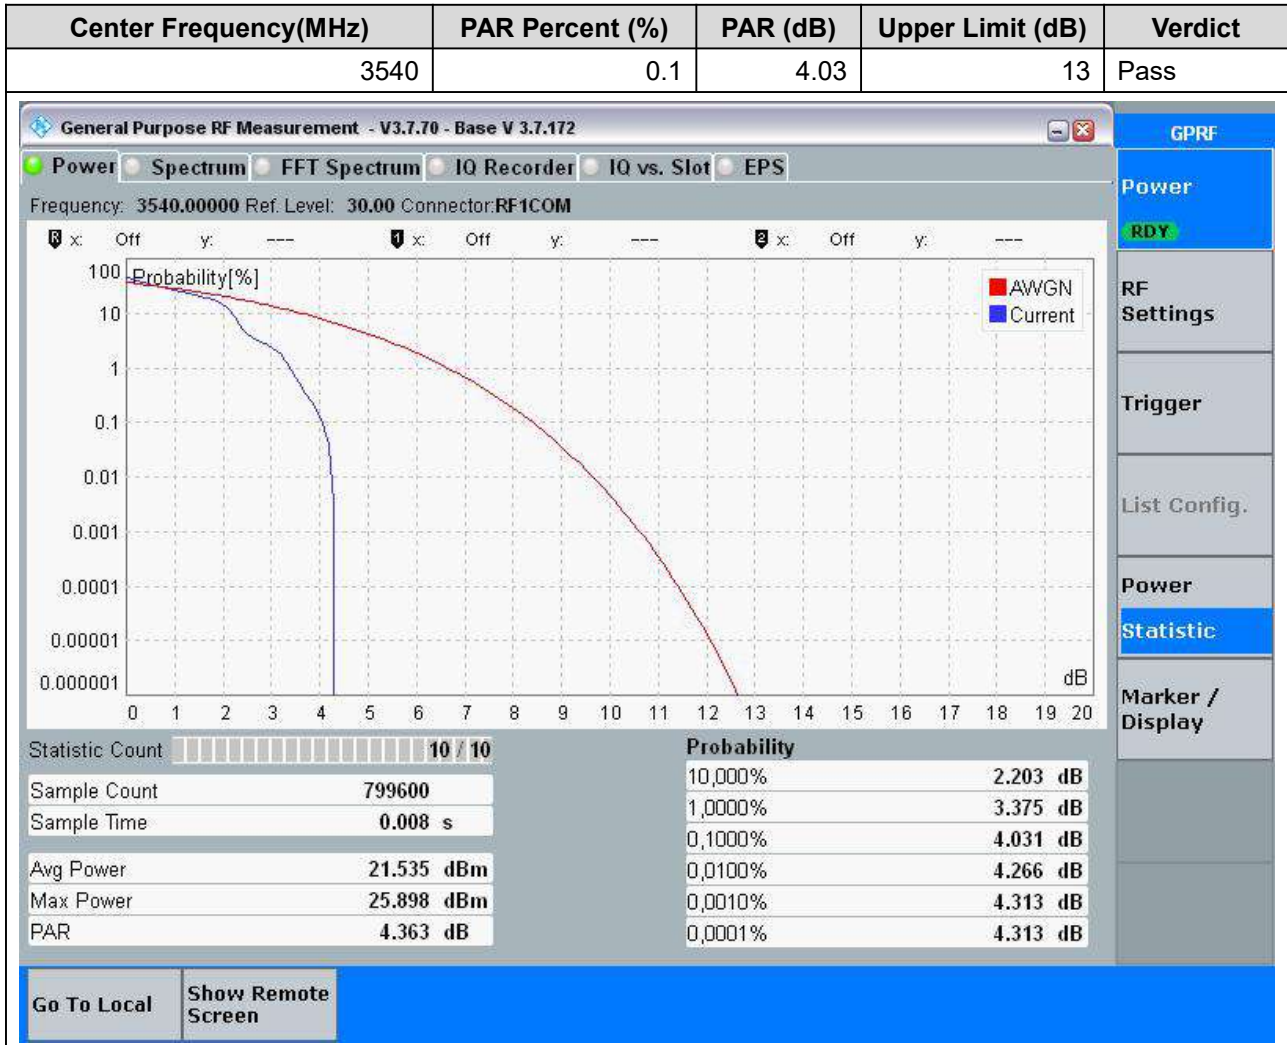 Center Frequency(MHz) PAR Percent (%) PAR (dB) Upper Limit (dB) Verdict
3540 0.1 4.03 13 Pass
General Purpose RF Measurement - V3.7.70 - Base V 3.7.172
GPRF
Power Spectrum FFT Spectrum IQ Recorder IQ vs. Slot EPS
Power
RDY
Frequency: 3540.00000 Ref. Level: 30.00 Connector:RF1COM
R x: Off y: --- 1 x: Off y: --- 2 x: Off y: ---
Probability[%]
AWGN
Current
100
10
1
0.1
0.01
0.001
0.0001
0.00001
0.000001
dB
0 1 2 3 4 5 6 7 8 9 10 11 12 13 14 15 16 17 18 19 20
RF
Settings
Trigger
List Config.
Power
Statistic
Marker /
Display
Statistic Count 10 / 10
Sample Count 799600
Sample Time 0.008 s
Avg Power 21.535 dBm
Max Power 25.898 dBm
PAR 4.363 dB
Probability
10,000% 2.203 dB
1,0000% 3.375 dB
0,1000% 4.031 dB
0,0100% 4.266 dB
0,0010% 4.313 dB
0,0001% 4.313 dB
Go To Local
Show Remote
Screen